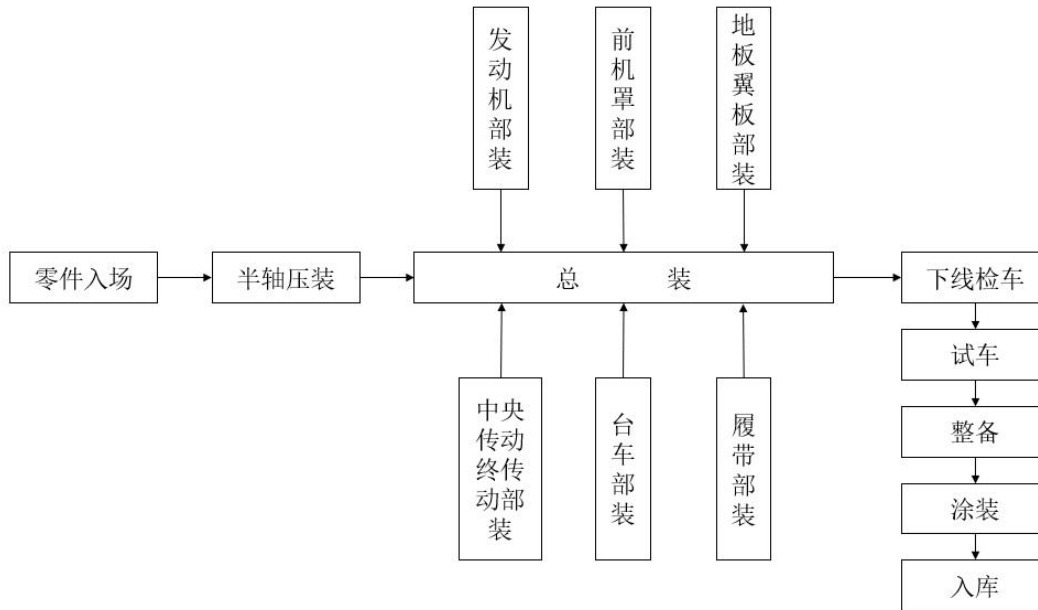 发动机部装
前机罩部装
地板翼板部装
零件入场
半轴压装
总 装
下线检车
试车
整备
涂装
入库
中央
传动
终传
动部
装
台车部装
履带部装